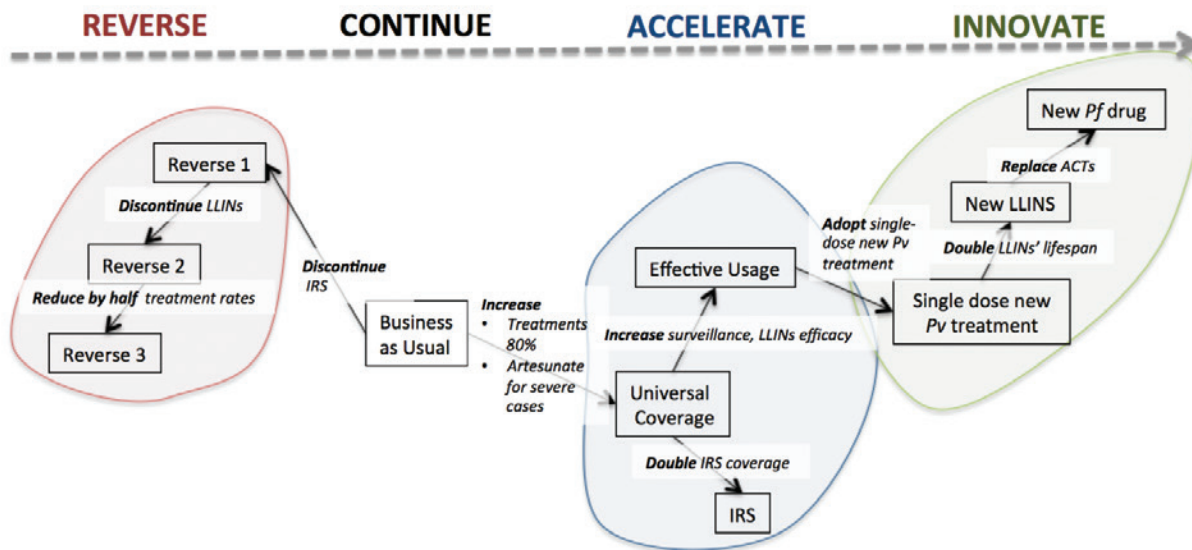 REVERSE
CONTINUE
ACCELERATE
INNOVATE
Reverse 1
Discontinue LLINs
Reverse 2
Reduce by half treatment rates
Reverse 3
Discontinue
IRS
Business
as Usual
Increase
• Treatments
80%
• Artesunate
for severe
cases
Effective Usage
Increase surveillance, LLINs efficacy
Universal
Coverage
Double IRS coverage
IRS
Adopt single-
dose new Pv
treatment
New Pf drug
Replace ACTs
New LLINS
Double LLINs’ lifespan
Single dose new
Pv treatment